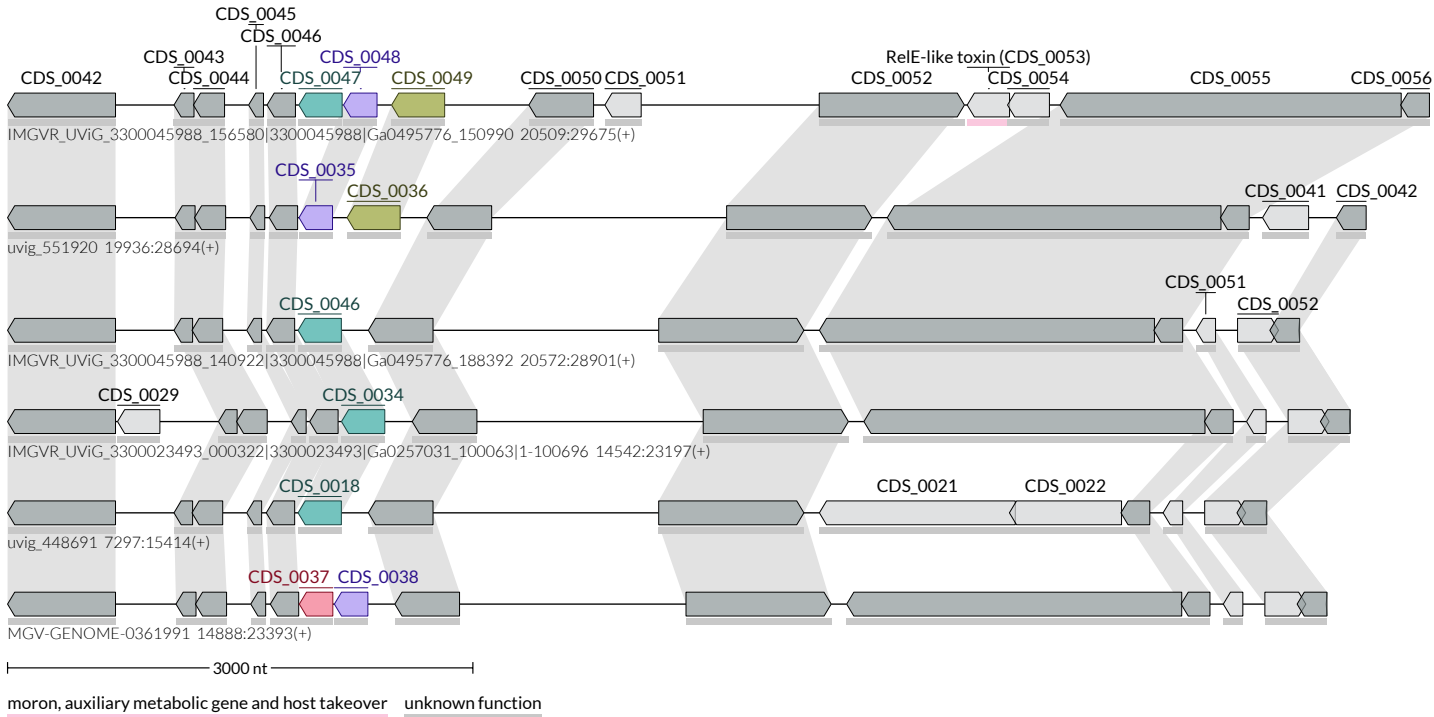 CDS_0045
CDS_0046
CDS_0043 CDS_0048 RelE-like toxin (CDS_0053)
CDS_0042 CDS_0044 CDS_0047 CDS_0049 CDS_0050 CDS_0051 CDS_0052 CDS_0054 CDS_0055 CDS_0056
IMGVR_UViG_3300045988_156580|3300045988|Ga0495776_150990 20509:29675(+)
CDS_0035
CDS_0036 CDS_0041 CDS_0042
uvig_551920 19936:28694(+)
CDS_0051
CDS_0046 CDS_0052
IMGVR_UViG_3300045988_140922|3300045988|Ga0495776_188392 20572:28901(+)
CDS_0029 CDS_0034
IMGVR_UViG_3300023493_000322|3300023493|Ga0257031_100063|1-100696 14542:23197(+)
CDS_0018 CDS_0021 CDS_0022
uvig_448691 7297:15414(+)
CDS_0037 CDS_0038
MGV-GENOME-0361991 14888:23393(+)
3000 nt
moron, auxiliary metabolic gene and host takeover unknown function